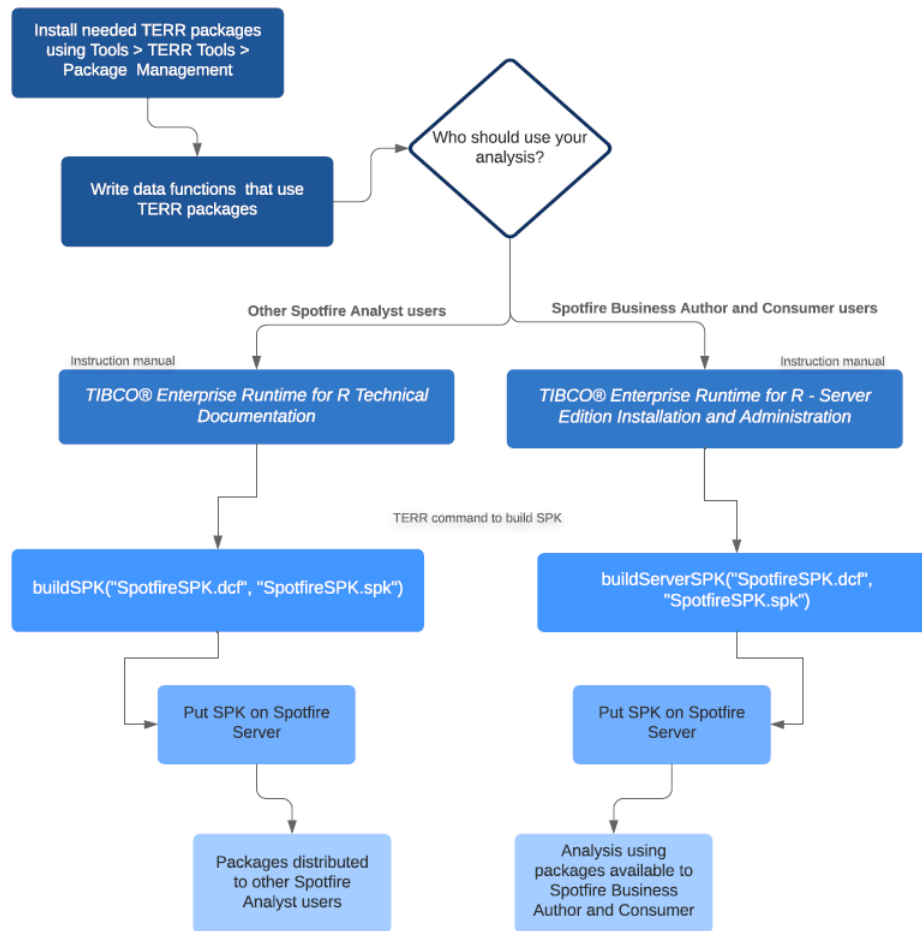 Install needed TERR packages
using Tools > TERR Tools >
Package Management
Who should use your
analysis?
Write data functions that use
TERR packages
Other Spotfire Analyst users
Spotfire Business Author and Consumer users
Instruction manual
Instruction manual
TIBCO® Enterprise Runtime for R Technical
Documentation
TIBCO® Enterprise Runtime for R - Server
Edition Installation and Administration
TERR command to build SPK
buildSPK("SpotfireSPK.dcf", "SpotfireSPK.spk")
buildServerSPK("SpotfireSPK.dcf",
"SpotfireSPK.spk")
Put SPK on Spotfire
Server
Put SPK on Spotfire
Server
Packages distributed
to other Spotfire
Analyst users
Analysis using
packages available to
Spotfire Business
Author and Consumer